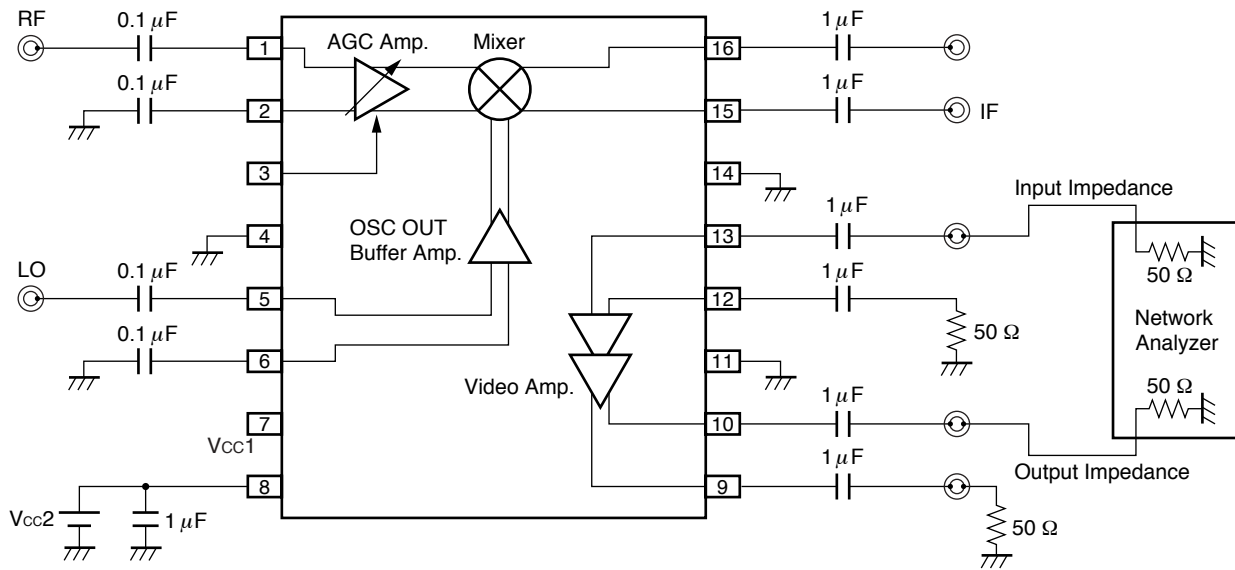 RF
0.1 μF
1
AGC Amp.
Mixer
16
1 μF
0.1 μF
2
15
1 μF
IF
3
14
Input Impedance
4
OSC OUT
Buffer Amp.
13
1 μF
50 Ω
LO
0.1 μF
5
12
1 μF
50 Ω
Network
Analyzer
0.1 μF
6
11
Video Amp.
50 Ω
7
VCC1
10
1 μF
Output Impedance
8
9
1 μF
VCC2
1 μF
50 Ω